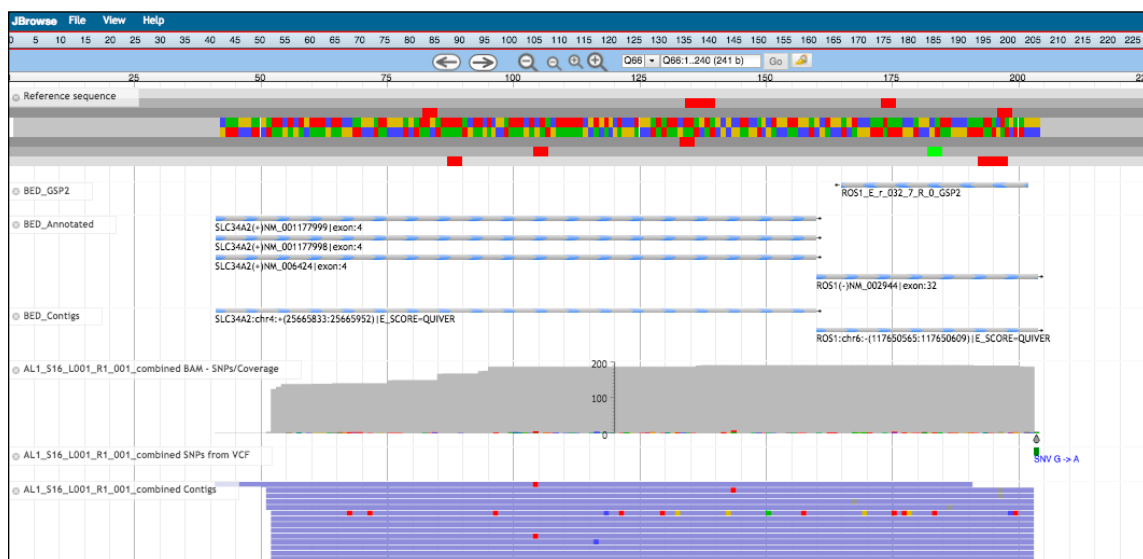 JBrowse File View Help
0 5 10 15 20 25 30 35 40 45 50 55 60 65 70 75 80 85 90 95 100 105 110 115 120 125 130 135 140 145 150 155 160 165 170 175 180 185 190 195 200 205 210 215 220 225
Q66 Q66:1..240 (241 b) Go
25 50 75 100 125 150 175 200
Reference sequence
BED_GSP2
ROS1_E_r_032_7_R_0_GSP2
BED_Annotated
SLC34A2(+)NM_001177999|exon:4
SLC34A2(+)NM_001177998|exon:4
SLC34A2(+)NM_006424|exon:4
ROS1(-)NM_002944|exon:32
BED_Contigs
SLC34A2:chr4:+(25665833:25665952)|E_SCORE=QUIVER
ROS1:chr6:-(117650565:117650609)|E_SCORE=QUIVER
AL1_S16_L001_R1_001_combined BAM - SNPs/Coverage
200
100
0
AL1_S16_L001_R1_001_combined SNPs from VCF
SNV G -> A
AL1_S16_L001_R1_001_combined Contigs